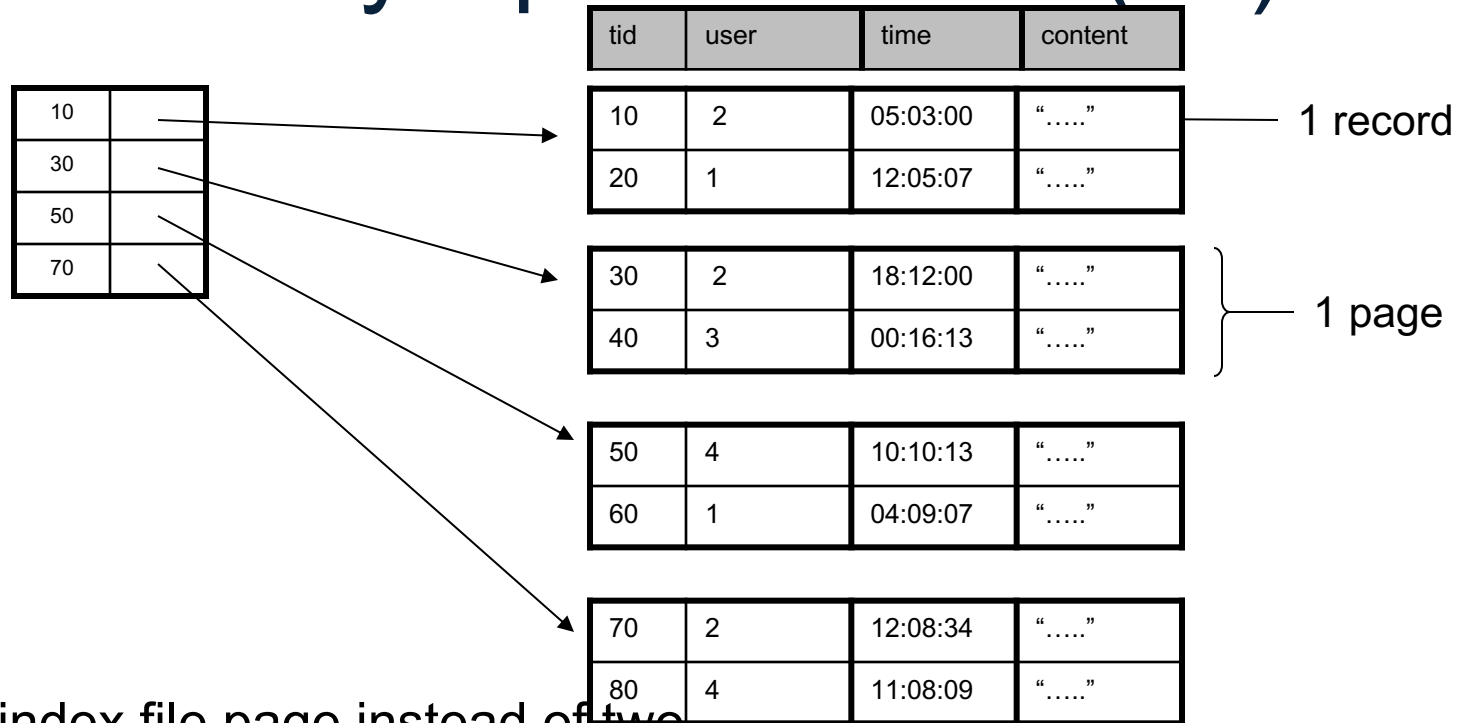 tid user time content
10
30
50
70
10 2 05:03:00 “…..”
1 record
20 1 12:05:07 “…..”
30 2 18:12:00 “…..”
1 page
40 3 00:16:13 “…..”
50 4 10:10:13 “…..”
60 1 04:09:07 “…..”
70 2 12:08:34 “…..”
80 4 11:08:09 “…..”
index file page instead of two